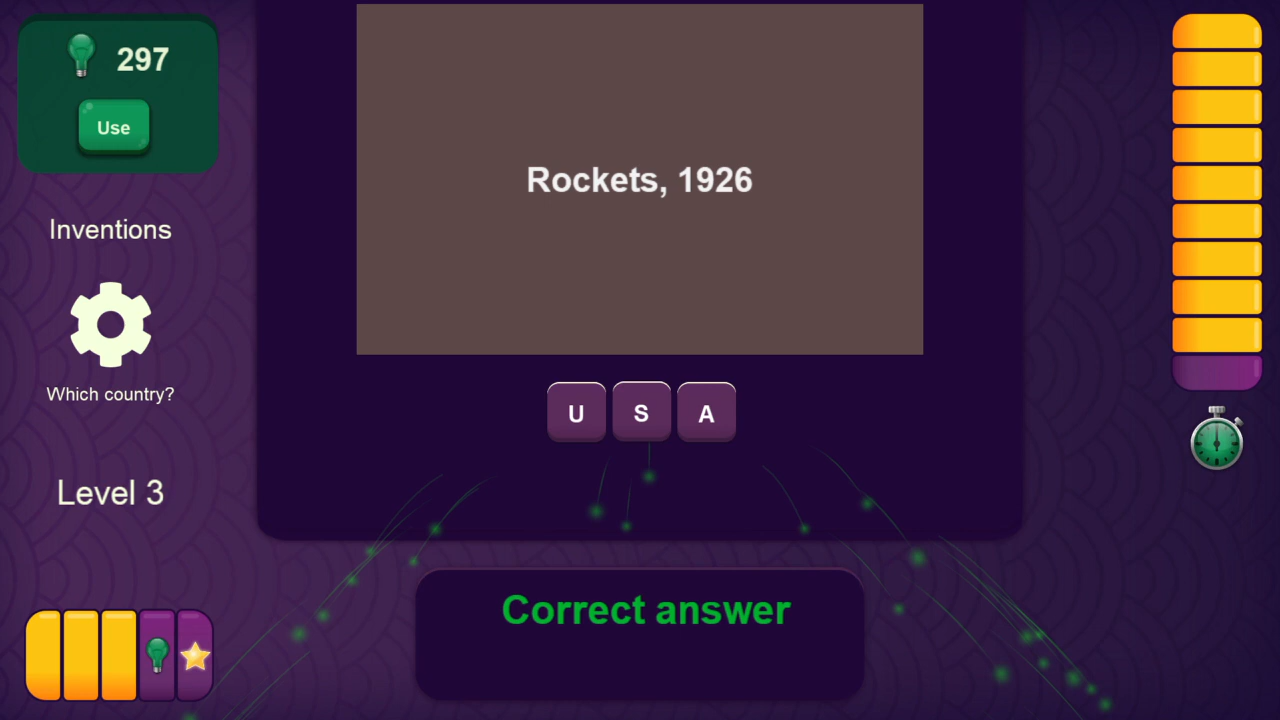 297
Use
Inventions
Which country?
Level 3
Rockets, 1926
U S A
Correct answer